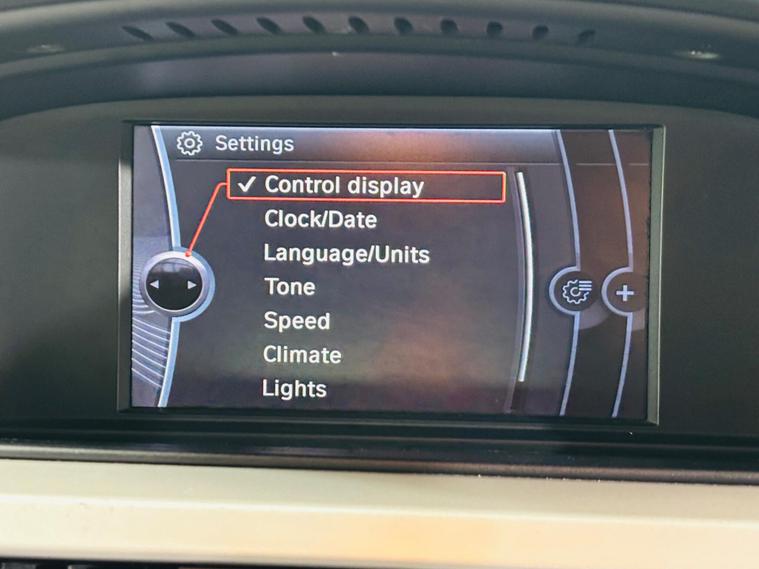 Settings
✓ Control display
Clock/Date
Language/Units
Tone
Speed
Climate
Lights